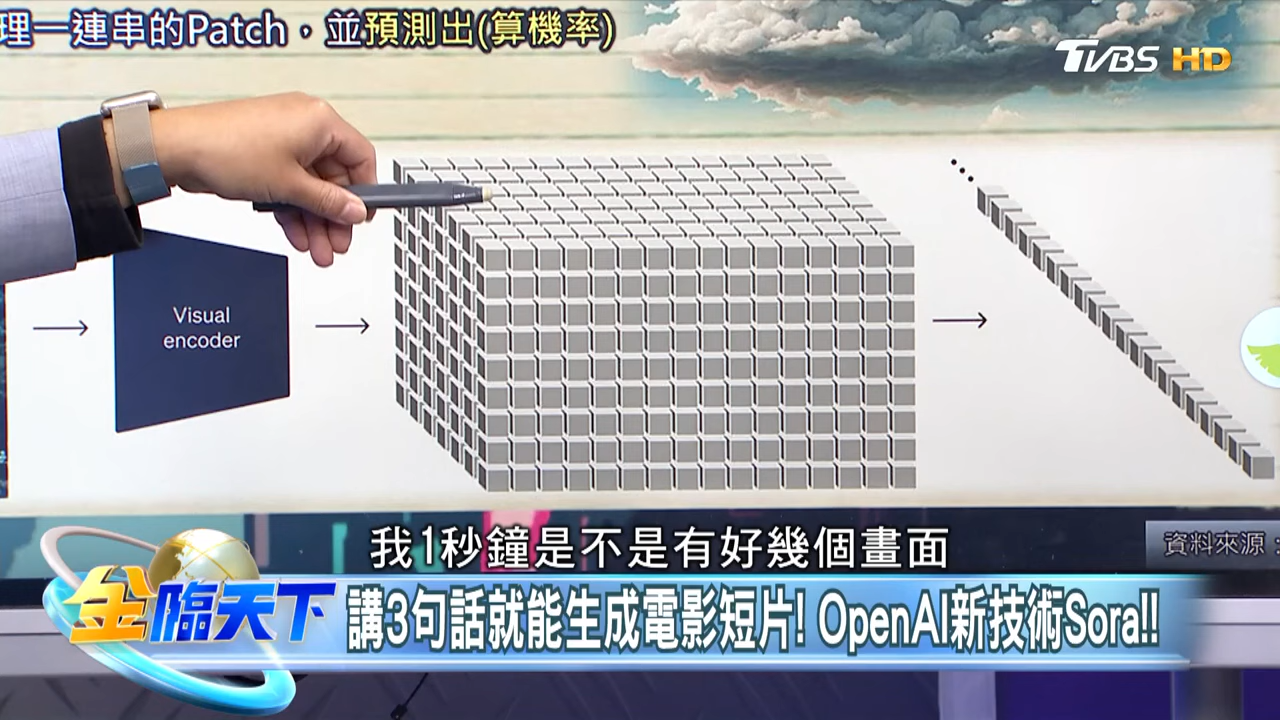 理一連串的Patch，並預測出(算機率)
TVBS HD
Visual
encoder
我1秒鐘是不是有好幾個畫面
資料來源：
金臨天下
講3句話就能生成電影短片! OpenAI新技術Sora!!